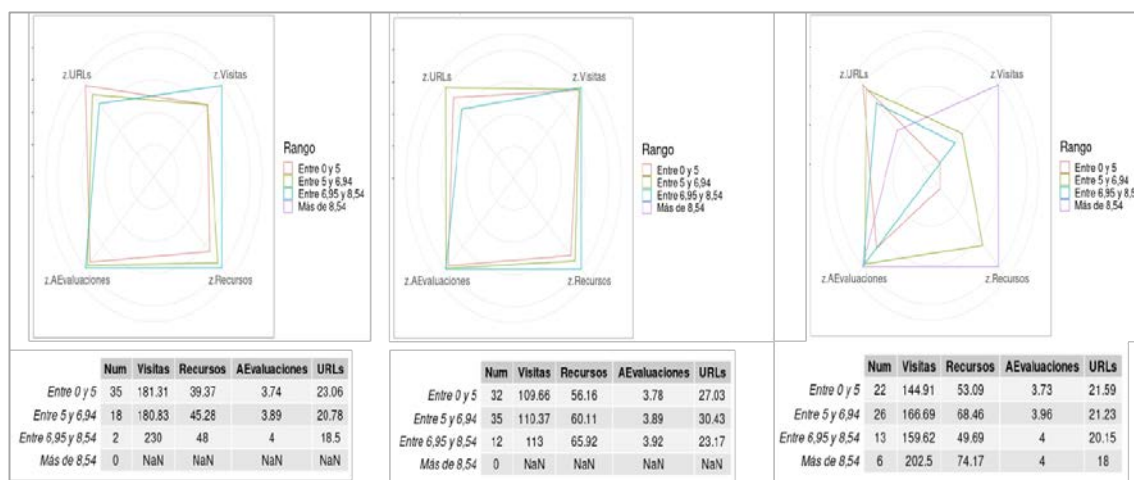 z.URLs
z.Visitas
z.AEvaluaciones
z.Recursos
Rango
Entre 0 y 5
Entre 5 y 6,94
Entre 6,95 y 8,54
Más de 8,54
z.URLs
z.Visitas
z.AEvaluaciones
z.Recursos
Rango
Entre 0 y 5
Entre 5 y 6,94
Entre 6,95 y 8,54
Más de 8,54
z.URLs
z.Visitas
z.AEvaluaciones
z.Recursos
Rango
Entre 0 y 5
Entre 5 y 6,94
Entre 6,95 y 8,5
Más de 8,54
Num Visitas Recursos AEvaluaciones URLs
Entre 0 y 5 35 181.31 39.37 3.74 23.06
Entre 5 y 6,94 18 180.83 45.28 3.89 20.78
Entre 6,95 y 8,54 2 230 48 4 18.5
Más de 8,54 0 NaN NaN NaN NaN
Num Visitas Recursos AEvaluaciones URLs
Entre 0 y 5 32 109.66 56.16 3.78 27.03
Entre 5 y 6,94 35 110.37 60.11 3.89 30.43
Entre 6,95 y 8,54 12 113 65.92 3.92 23.17
Más de 8,54 0 NaN NaN NaN NaN
Num Visitas Recursos AEvaluaciones URLs
Entre 0 y 5 22 144.91 53.09 3.73 21.59
Entre 5 y 6,94 26 166.69 68.46 3.96 21.23
Entre 6,95 y 8,54 13 159.62 49.69 4 20.15
Más de 8,54 6 202.5 74.17 4 18